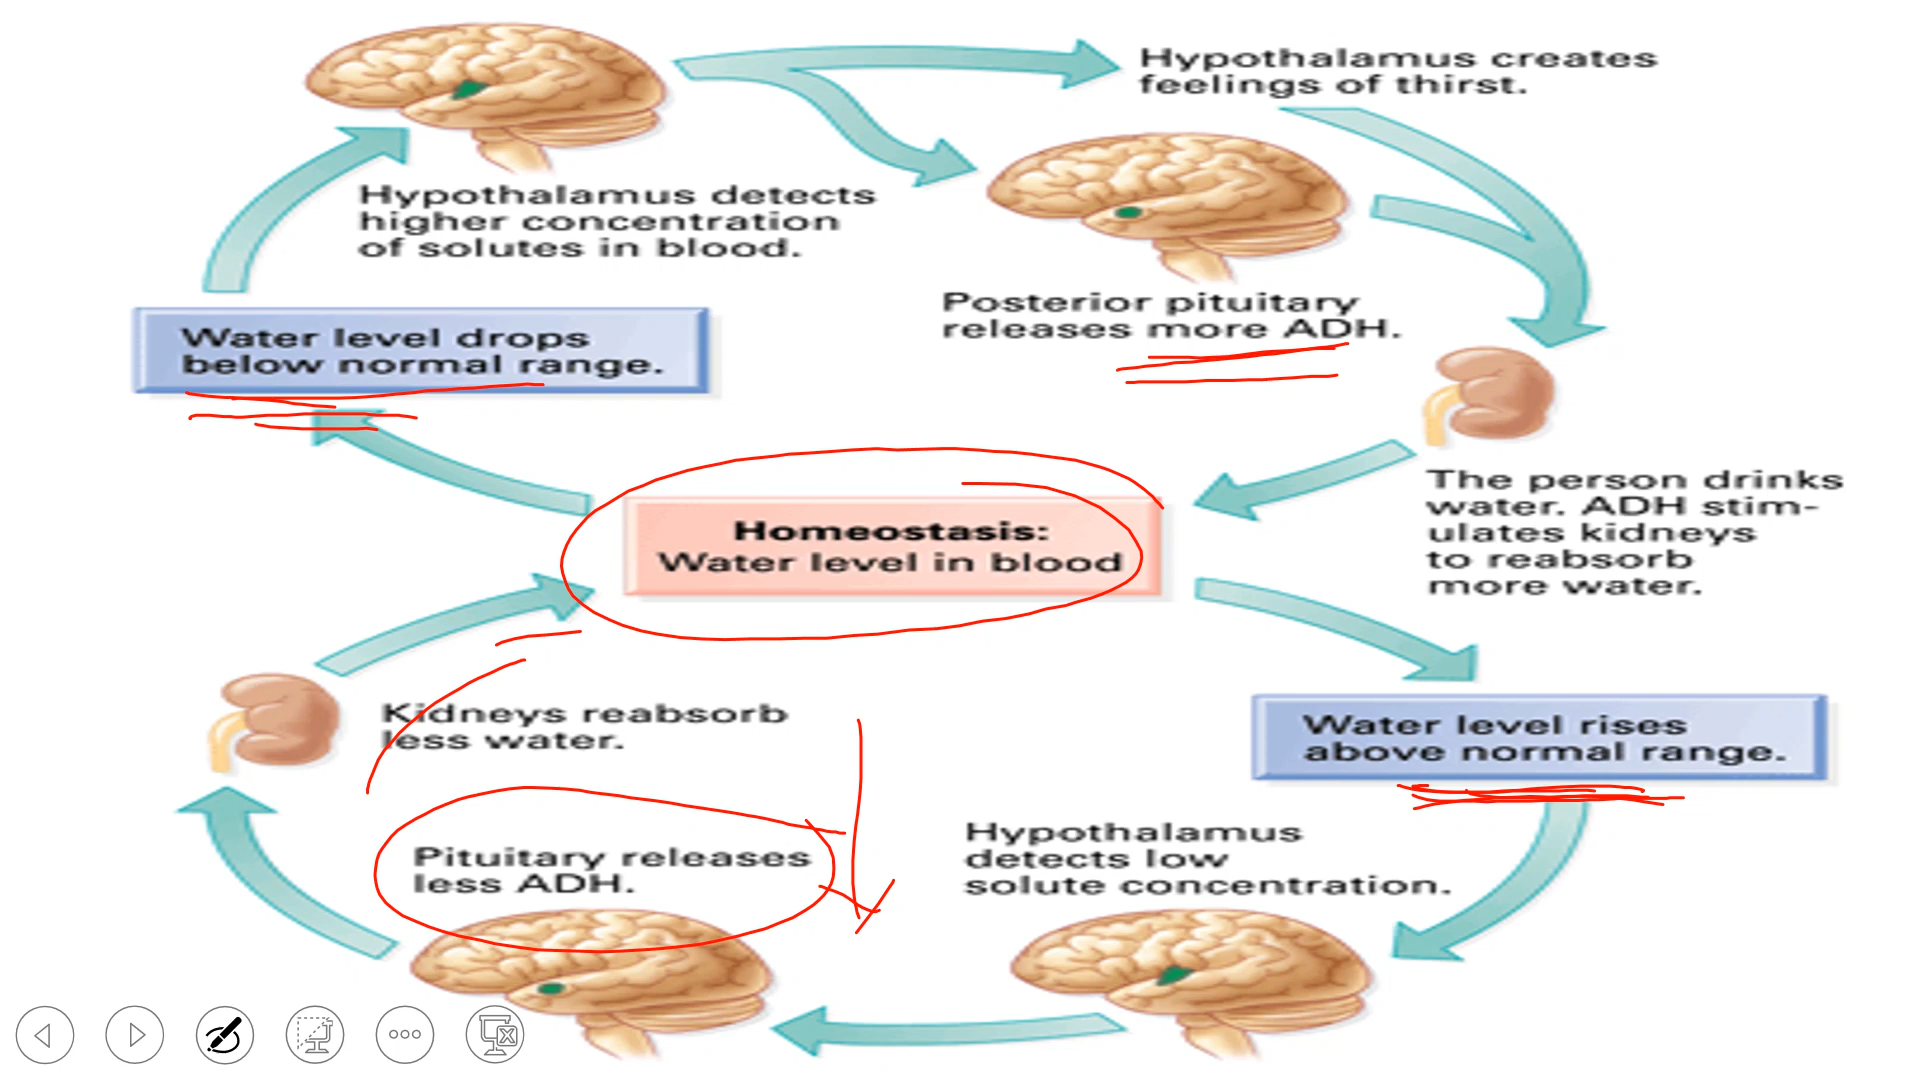 Hypothalamus creates
feelings of thirst.
Hypothalamus detects
higher concentration
of solutes in blood.
Posterior pituitary
releases more ADH.
Water level drops
below normal range.
The person drinks
water. ADH stim-
ulates kidneys
to reabsorb
more water.
Homeostasis:
Water level in blood
Kidneys reabsorb
less water.
Water level rises
above normal range.
Hypothalamus
detects low
solute concentration.
Pituitary releases
less ADH.